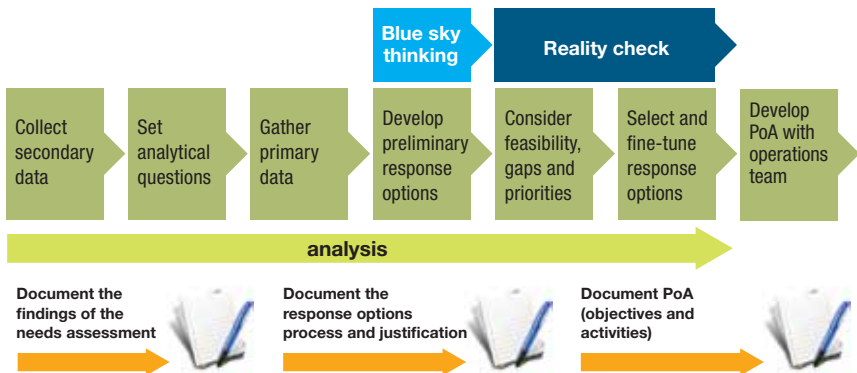 Blue sky
thinking
Reality check
Collect
secondary
data
Set
analytical
questions
Gather
primary
data
Develop
preliminary
response
options
Consider
feasibility,
gaps and
priorities
Select and
fine-tune
response
options
Develop
PoA with
operations
team
analysis
Document the
findings of the
needs assessment
Document the
response options
process and justification
Document PoA
(objectives and
activities)